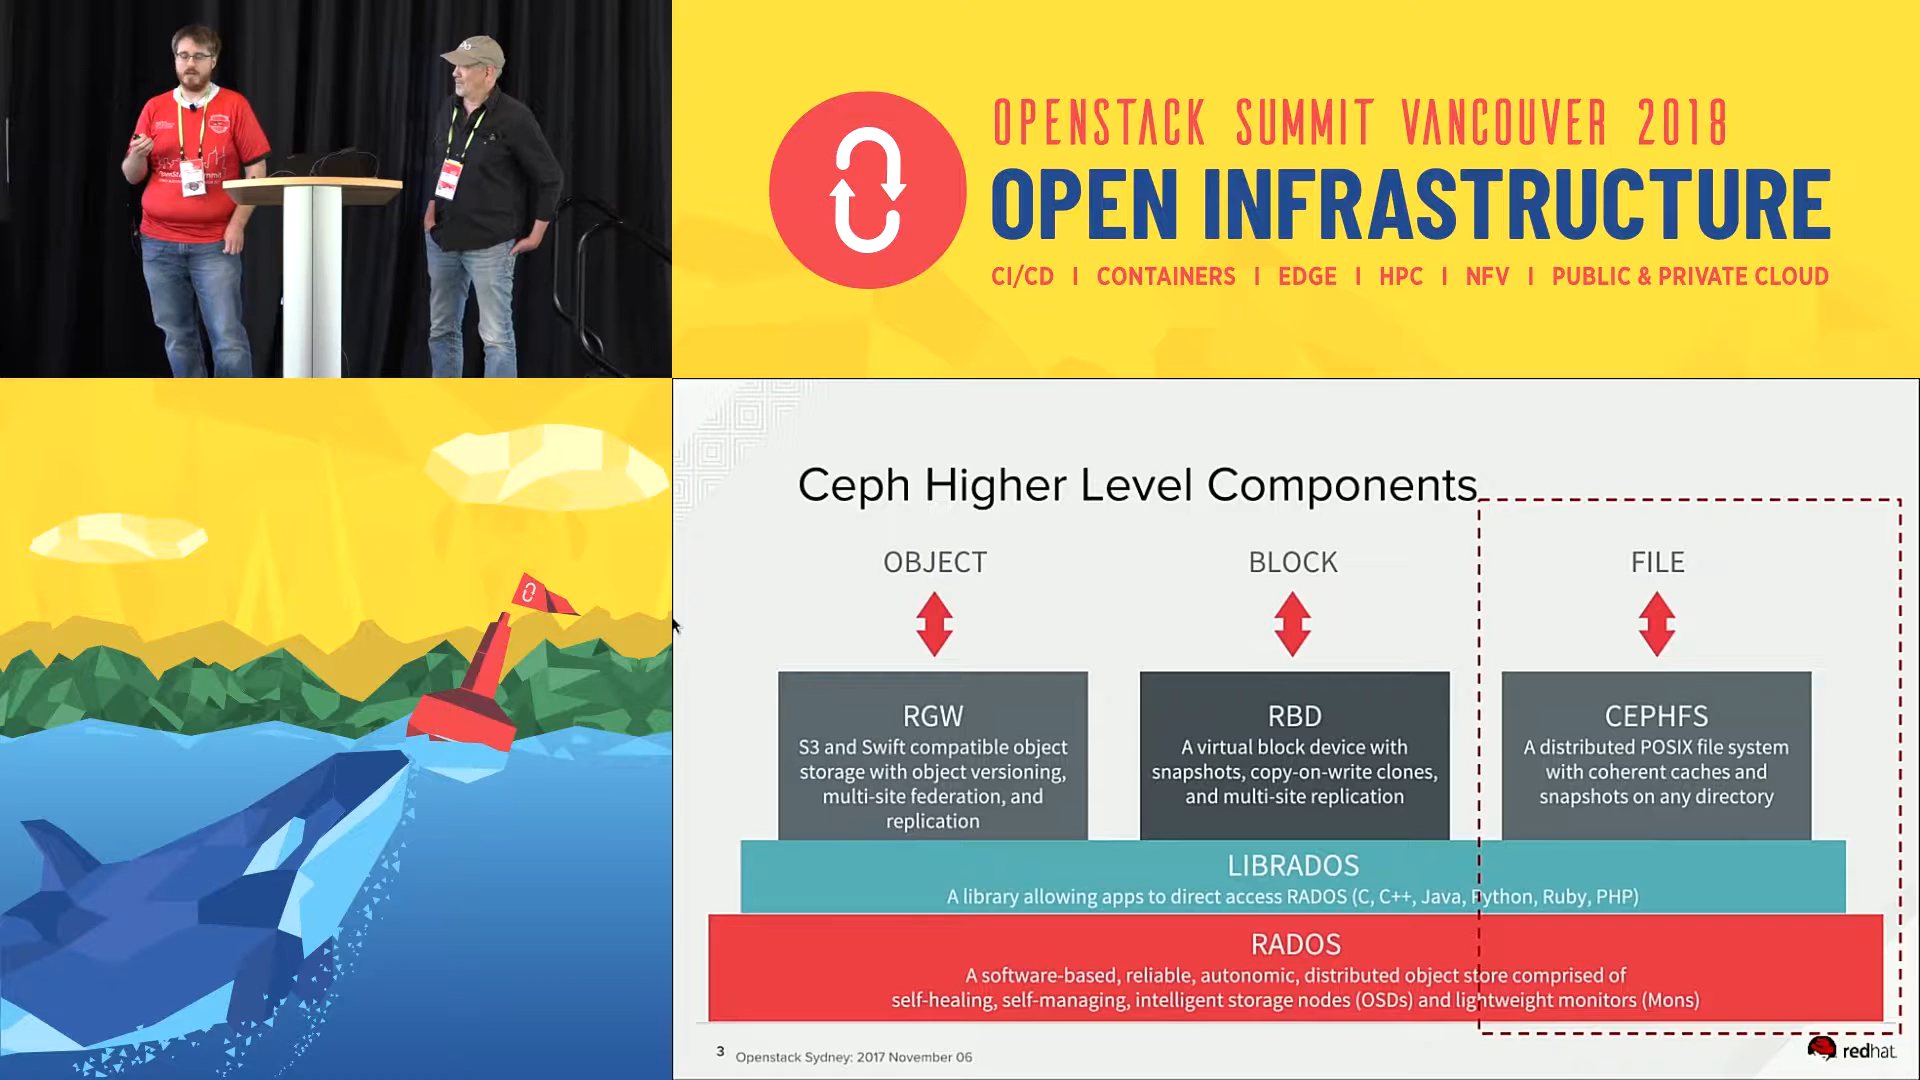 OPENSTACK SUMMIT VANCOUVER 2018
OPEN INFRASTRUCTURE
CI/CD | CONTAINERS | EDGE | HPC | NFV | PUBLIC & PRIVATE CLOUD
Ceph Higher Level Components
OBJECT
BLOCK
FILE
RGW
S3 and Swift compatible object
storage with object versioning,
multi-site federation, and
replication
RBD
A virtual block device with
snapshots, copy-on-write clones,
and multi-site replication
CEPHFS
A distributed POSIX file system
with coherent caches and
snapshots on any directory
LIBRADOS
A library allowing apps to direct access RADOS (C, C++, Java, Python, Ruby, PHP)
RADOS
A software-based, reliable, autonomic, distributed object store comprised of
self-healing, self-managing, intelligent storage nodes (OSDs) and lightweight monitors (Mons)
3 Openstack Sydney: 2017 November 06
redhat